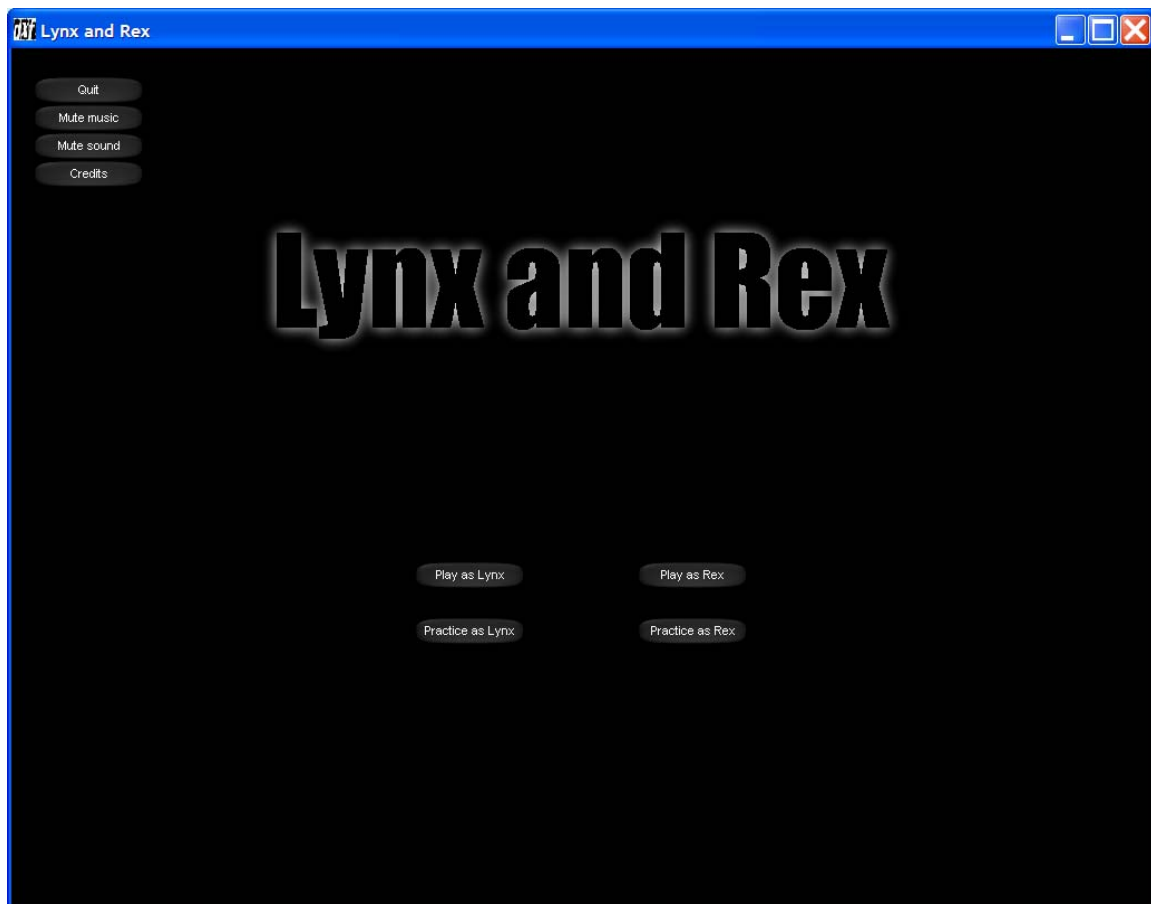 Lynx and Rex
Quit
Mute music
Mute sound
Credits
Lynx and Rex
Play as Lynx
Play as Rex
Practice as Lynx
Practice as Rex